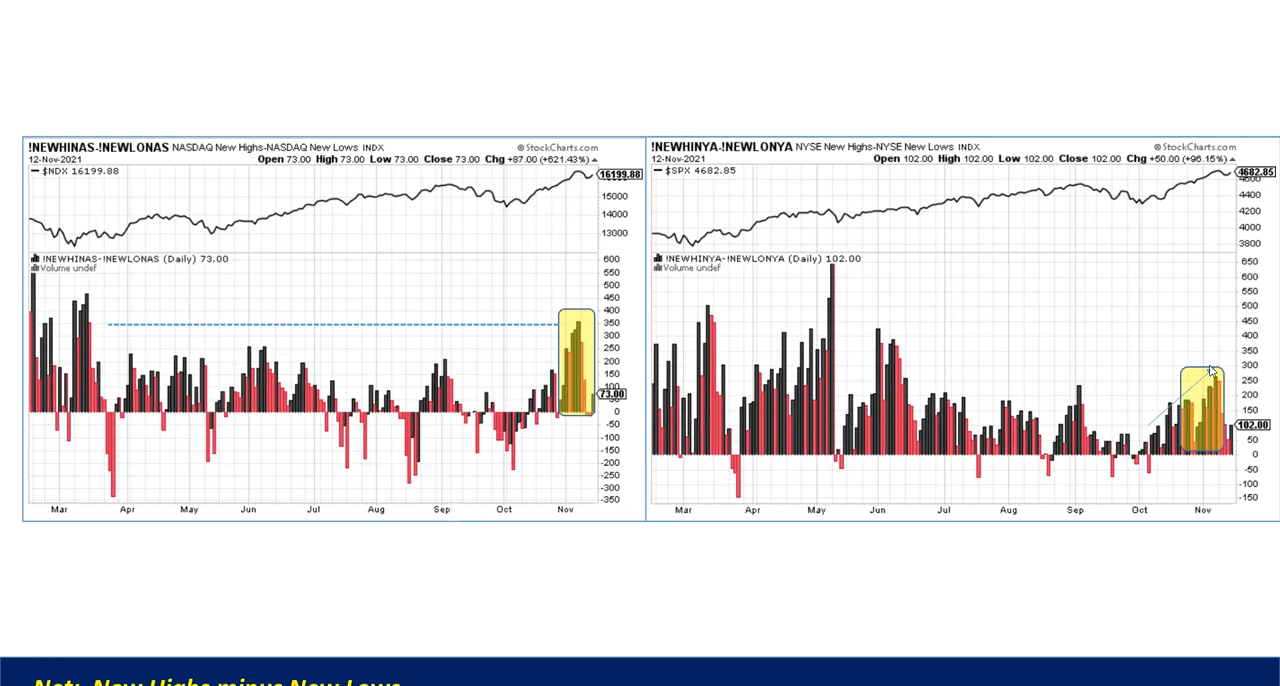 !NEWHINAS-!NEWLONAS NASDAQ New Highs-NASDAQ New Lows INDX
© StockCharts.com
12-Nov-2021
Open 73.00 High 73.00 Low 73.00 Close 73.00 Chg +87.00 (+621.43%)
$NDX 16199.88
16199.88
15000
14000
13000
!NEWHINAS-!NEWLONAS (Daily) 73.00
Volume undef
600
550
500
450
400
350
300
250
200
150
100
73.00
0
-50
-100
-150
-200
-250
-300
-350
Mar Apr May Jun Jul Aug Sep Oct Nov
!NEWHINYA-!NEWLONYA NYSE New Highs-NYSE New Lows INDX
© StockCharts.com
12-Nov-2021
Open 102.00 High 102.00 Low 102.00 Close 102.00 Chg +50.00 (+96.15%)
$SPX 4682.85
4682.85
4400
4200
4000
3800
!NEWHINYA-!NEWLONYA (Daily) 102.00
Volume undef
650
600
550
500
450
400
350
300
250
200
150
102.00
50
0
-50
-100
-150
Mar Apr May Jun Jul Aug Sep Oct Nov
New Highs minus New Lows